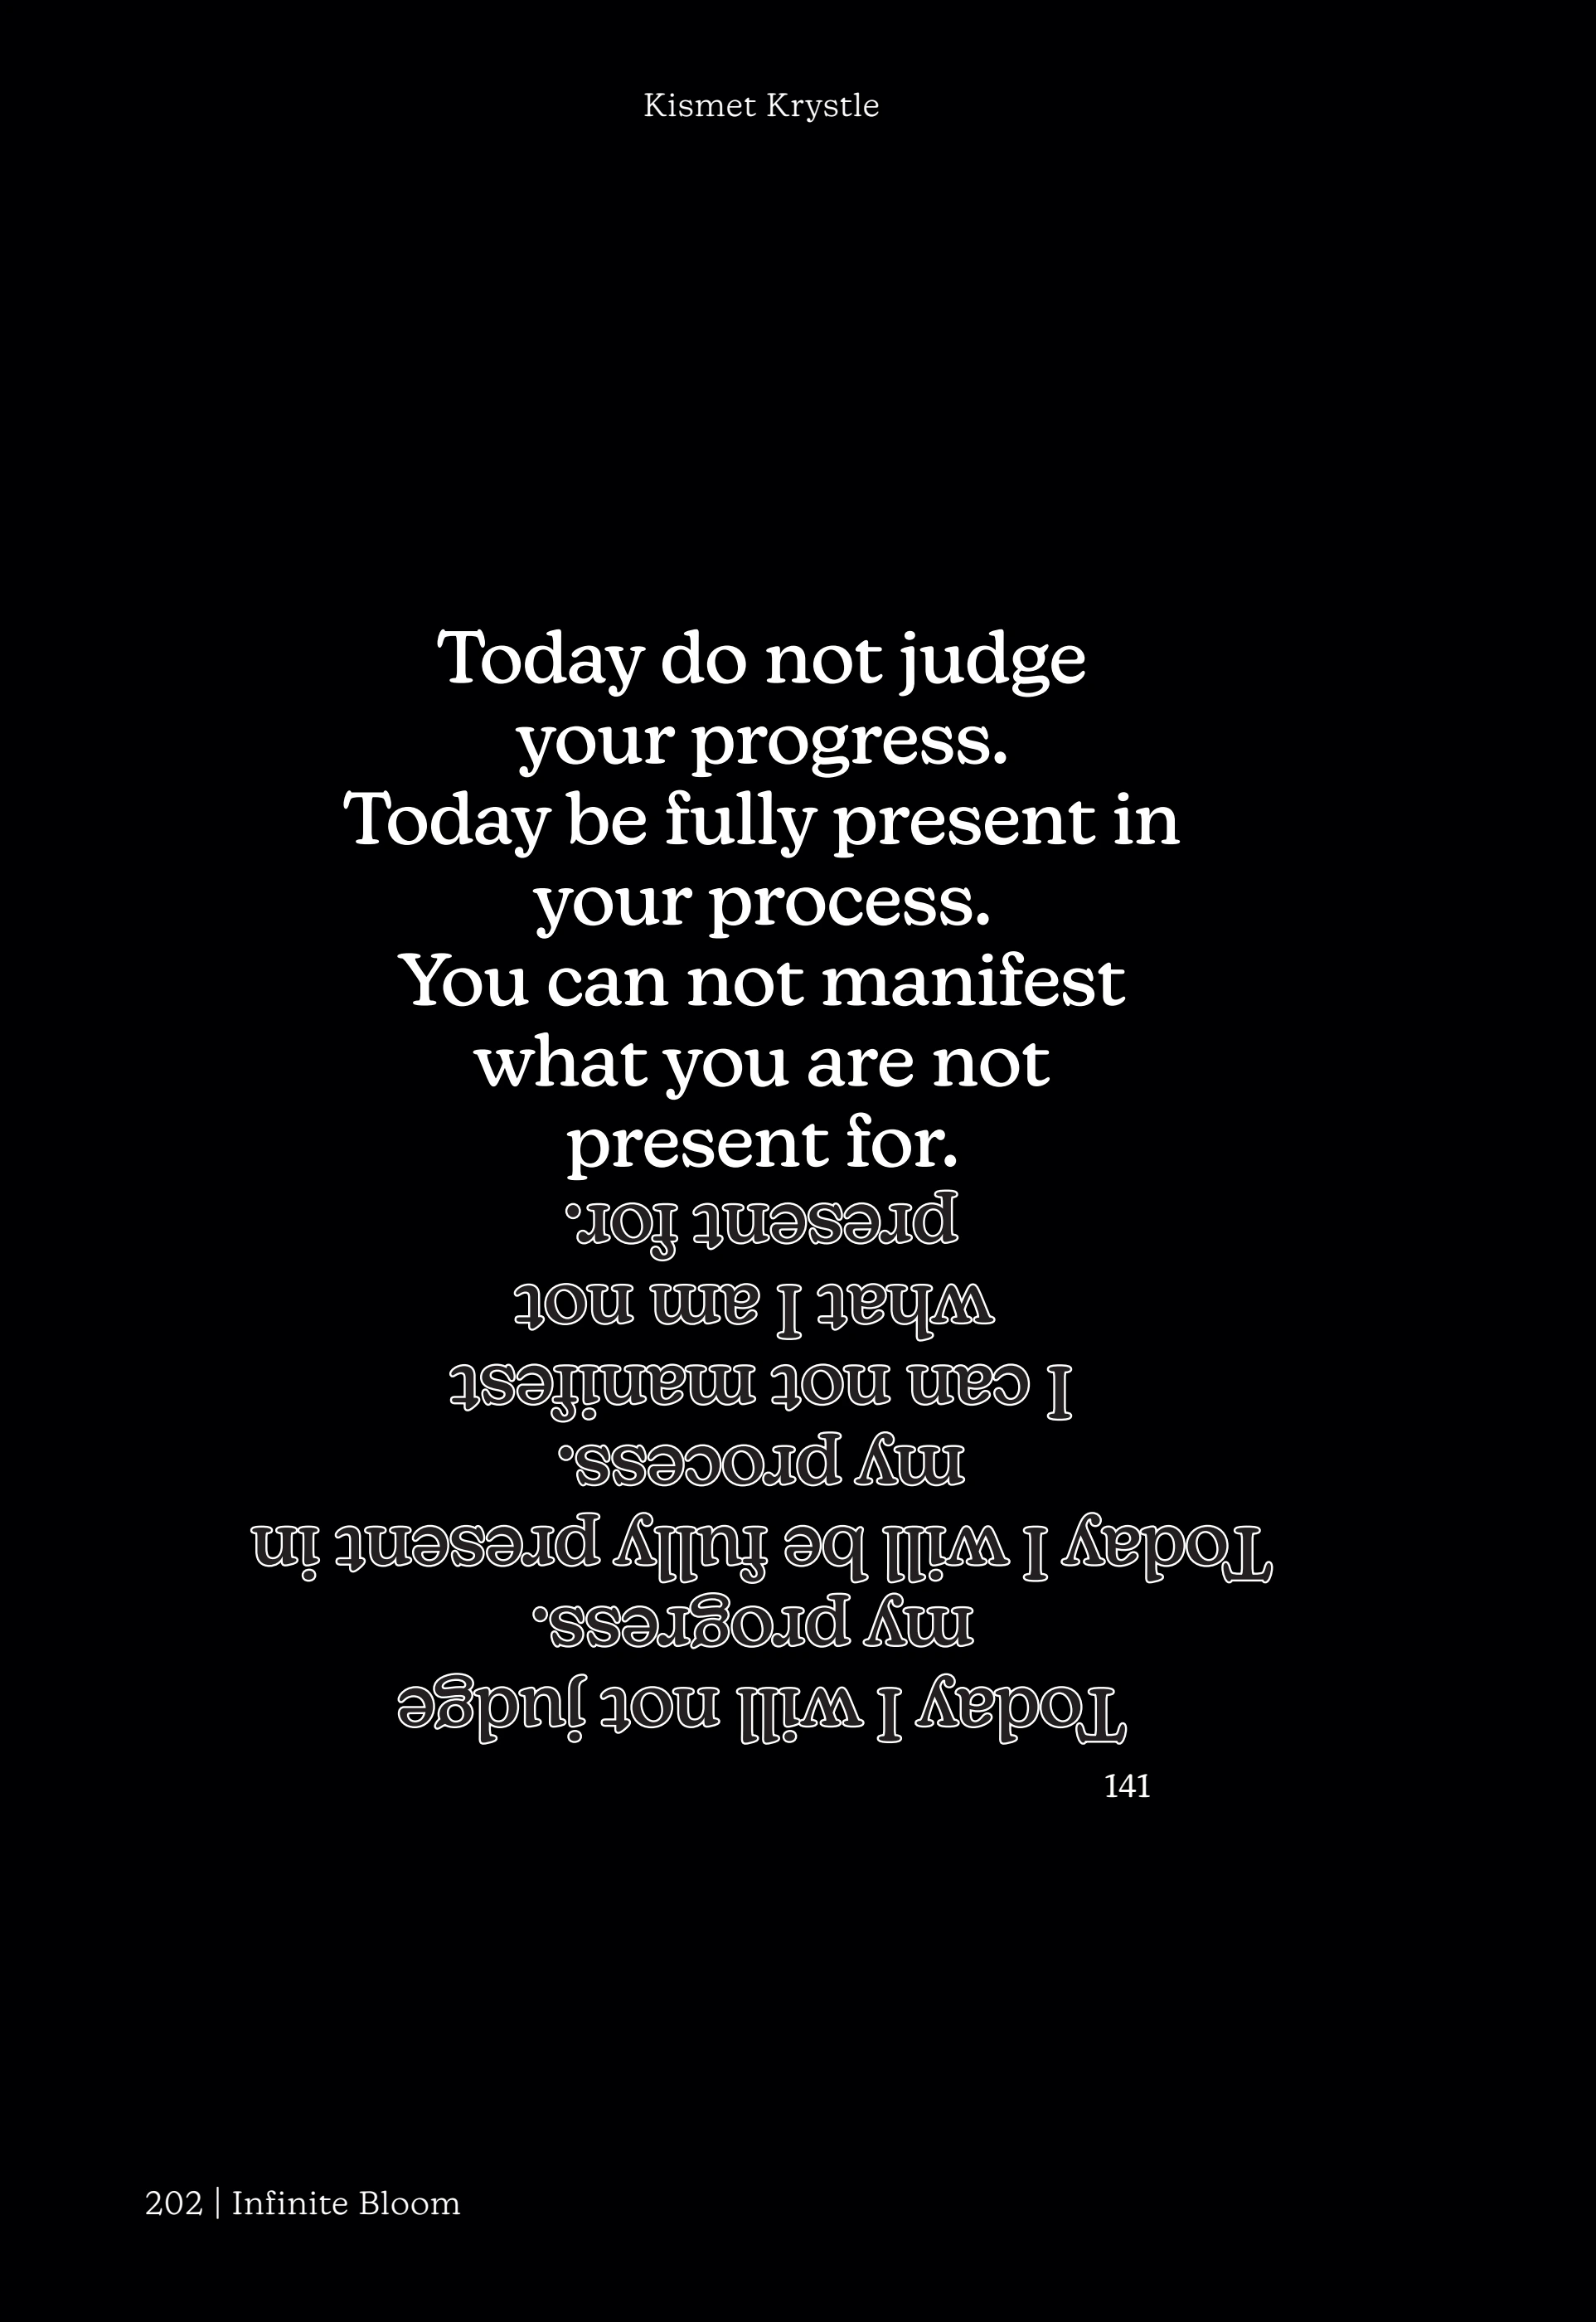 Kismet Krystle
Today do not judge
your progress.
Today be fully present in
your process.
You can not manifest
what you are not
present for.
present for.
what I am not
I can not manifest
my process.
Today I will be fully present in
my progress.
Today I will not judge
141
202 | Infinite Bloom